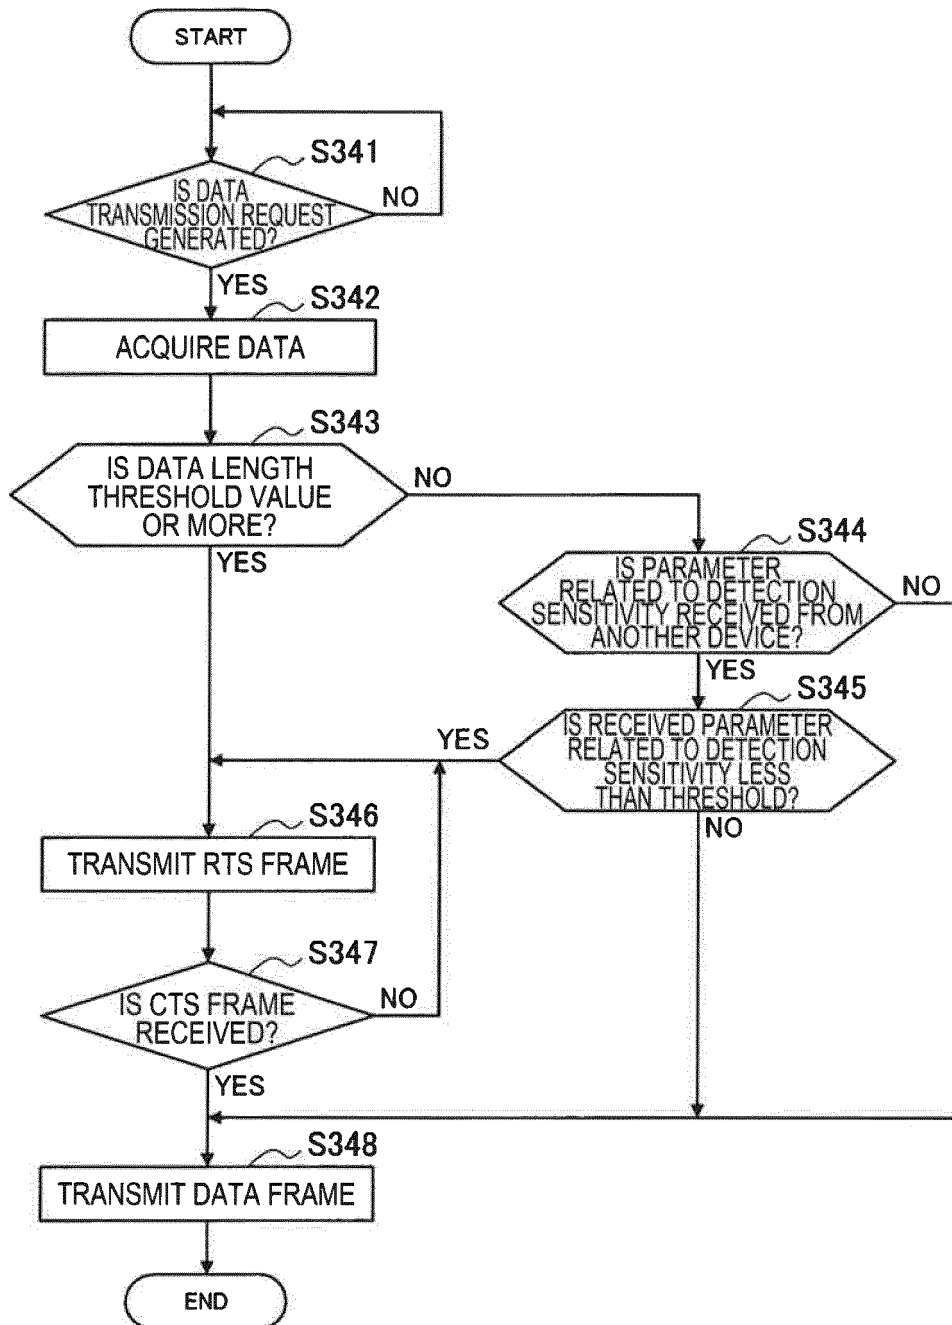 START
S341
IS DATA
TRANSMISSION REQUEST
GENERATED?
NO
YES
S342
ACQUIRE DATA
S343
IS DATA LENGTH
THRESHOLD VALUE
OR MORE?
NO
YES
S344
IS PARAMETER
RELATED TO DETECTION
SENSITIVITY RECEIVED FROM
ANOTHER DEVICE?
NO
YES
S345
IS RECEIVED PARAMETER
RELATED TO DETECTION
SENSITIVITY LESS
THAN THRESHOLD?
YES
NO
S346
TRANSMIT RTS FRAME
S347
IS CTS FRAME
RECEIVED?
NO
YES
S348
TRANSMIT DATA FRAME
END